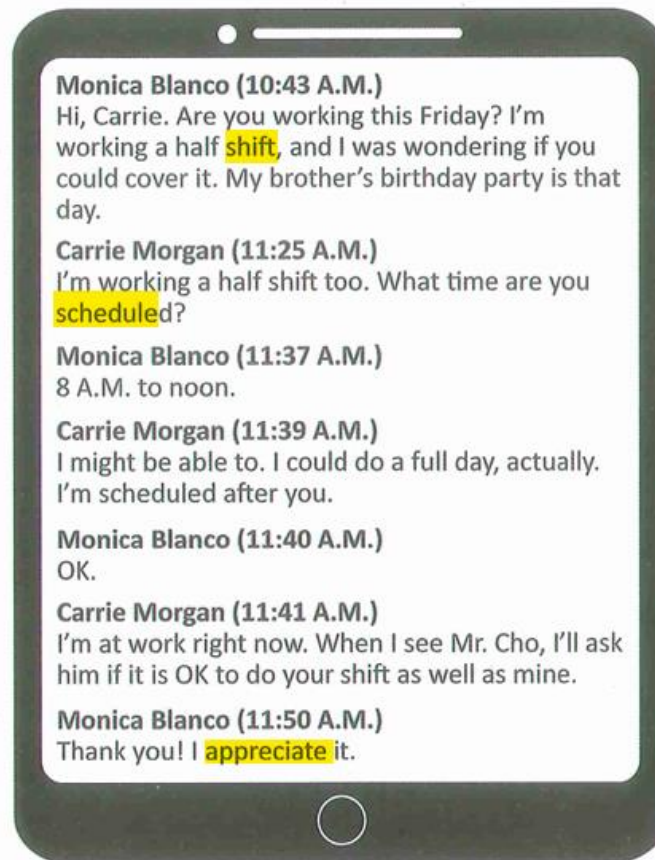 Monica Blanco (10:43 A.M.)
Hi, Carrie. Are you working this Friday? I'm
working a half shift, and I was wondering if you
could cover it. My brother's birthday party is that
day.
Carrie Morgan (11:25 A.M.)
I'm working a half shift too. What time are you
scheduled?
Monica Blanco (11:37 A.M.)
8 A.M. to noon.
Carrie Morgan (11:39 A.M.)
I might be able to. I could do a full day, actually.
I'm scheduled after you.
Monica Blanco (11:40 A.M.)
OK.
Carrie Morgan (11:41 A.M.)
I'm at work right now. When I see Mr. Cho, I'll ask
him if it is OK to do your shift as well as mine.
Monica Blanco (11:50 A.M.)
Thank you! I appreciate it.